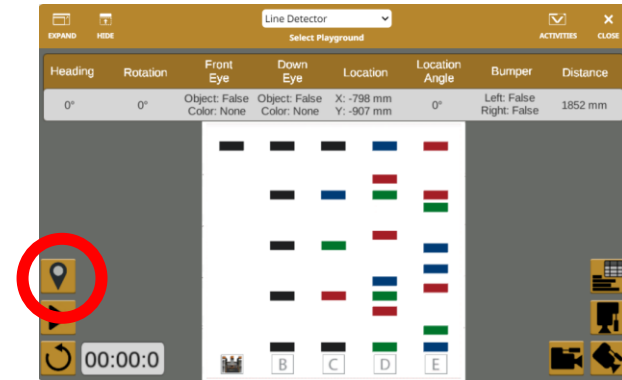 Line Detector
EXPAND HIDE Select Playground ACTIVITIES CLOSE
Heading Rotation Front Eye Down Eye Location Location Angle Bumper Distance
0° 0° Object: False Color: None Object: False Color: None X: -798 mm Y: -907 mm 0° Left: False Right: False 1852 mm
B C D E
00:00:0